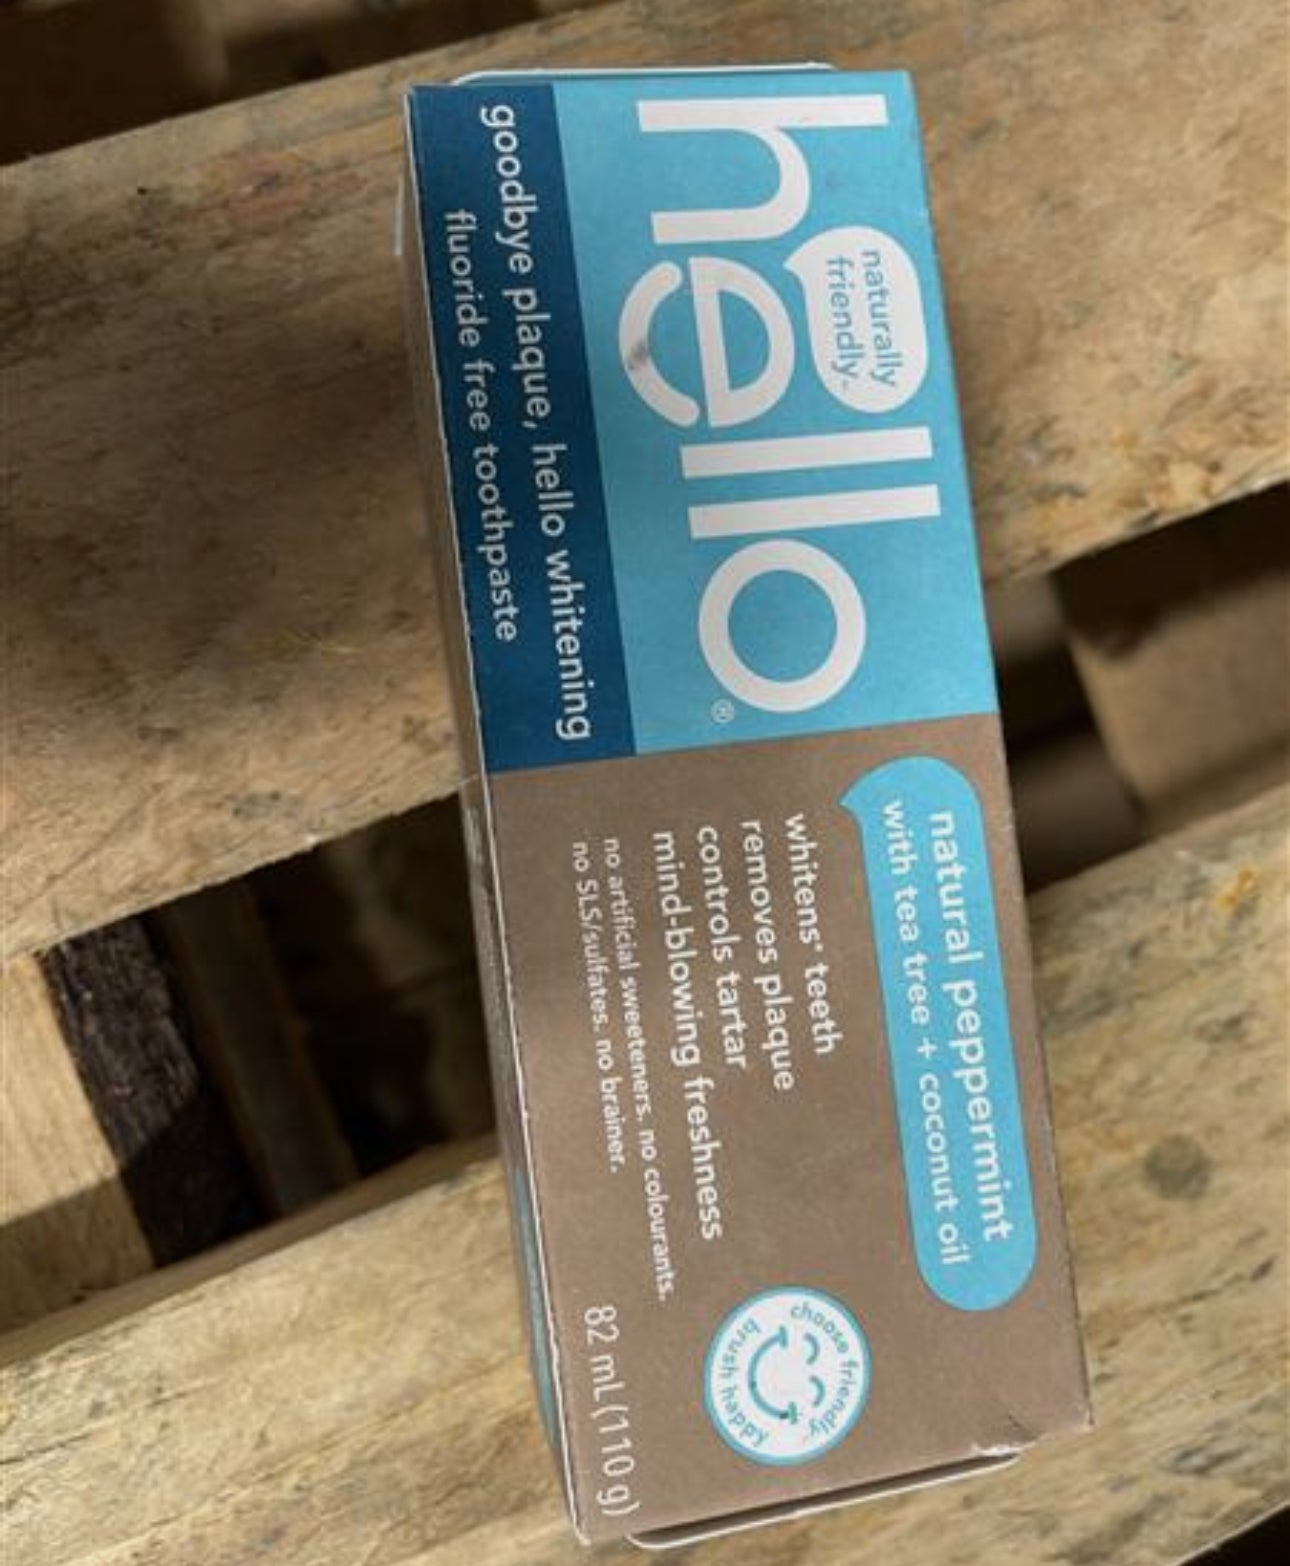 hello®
naturally
friendly™
goodbye plaque, hello whitening
fluoride free toothpaste
natural peppermint
with tea tree + coconut oil
whitens* teeth
removes plaque
controls tartar
mind-blowing freshness
no artificial sweeteners. no colourants.
no SLS/sulfates. no brainer.
choose friendly™
brush happy
82 mL (110 g)